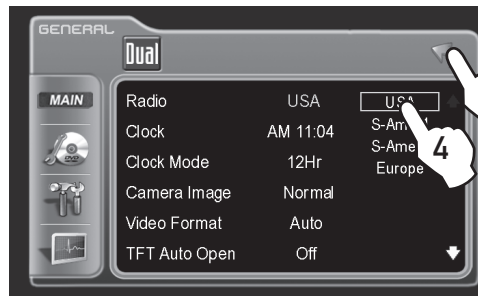 GENERAL
Dual
MAIN
Radio USA USA
Clock AM 11:04
Clock Mode 12Hr
Europe
Camera Image Normal
Video Format Auto
TFT Auto Open Off
4
DVD